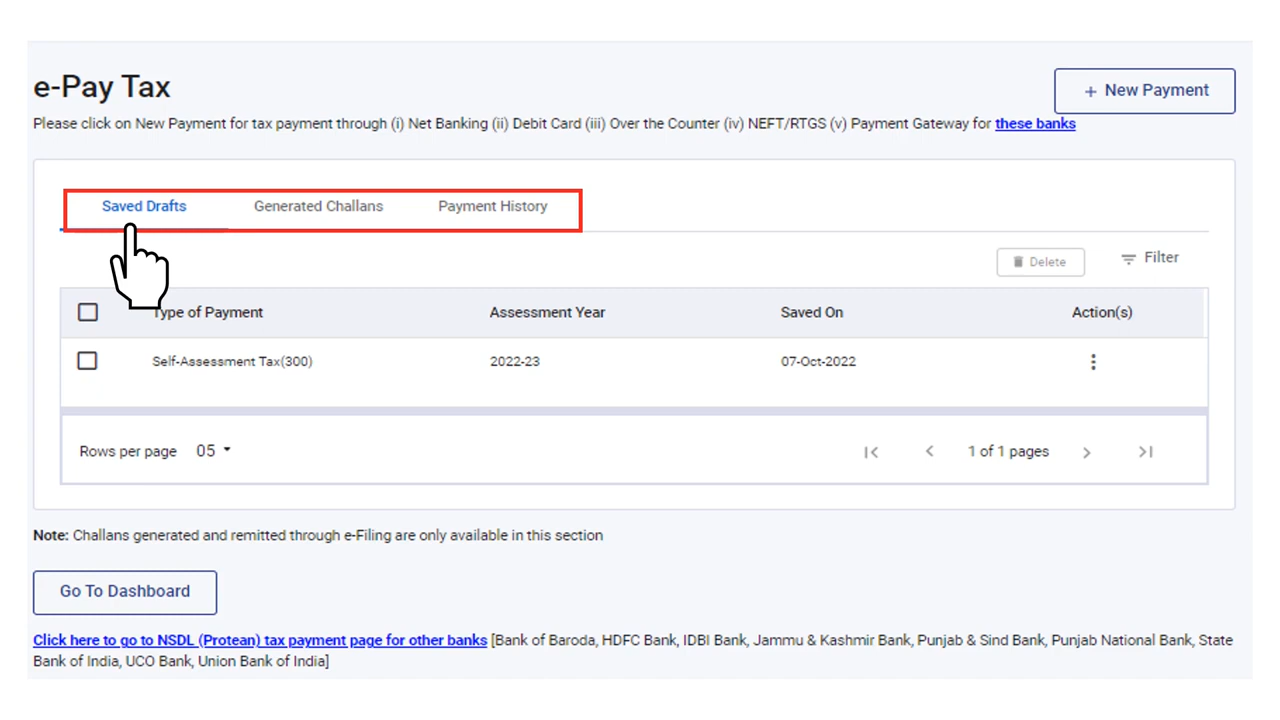 e-Pay Tax
+ New Payment
Please click on New Payment for tax payment through (i) Net Banking (ii) Debit Card (iii) Over the Counter (iv) NEFT/RTGS (v) Payment Gateway for these banks
Saved Drafts Generated Challans Payment History
Delete Filter
Type of Payment Assessment Year Saved On Action(s)
Self-Assessment Tax(300) 2022-23 07-Oct-2022
Rows per page 05 1 of 1 pages
Note: Challans generated and remitted through e-Filing are only available in this section
Go To Dashboard
Click here to go to NSDL (Protean) tax payment page for other banks [Bank of Baroda, HDFC Bank, IDBI Bank, Jammu & Kashmir Bank, Punjab & Sind Bank, Punjab National Bank, State
Bank of India, UCO Bank, Union Bank of India]